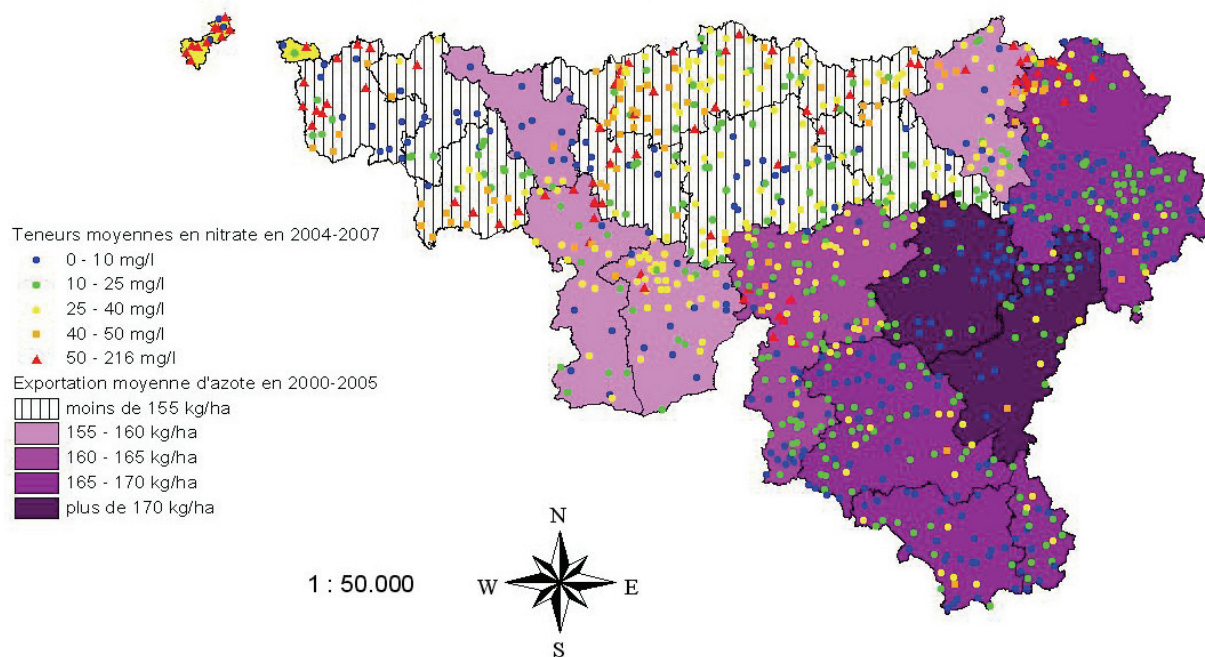 Teneurs moyennes en nitrate en 2004-2007
0 - 10 mg/l
10 - 25 mg/l
25 - 40 mg/l
40 - 50 mg/l
50 - 216 mg/l
Exportation moyenne d'azote en 2000-2005
moins de 155 kg/ha
155 - 160 kg/ha
160 - 165 kg/ha
165 - 170 kg/ha
plus de 170 kg/ha
1 : 50.000
N
W E
S